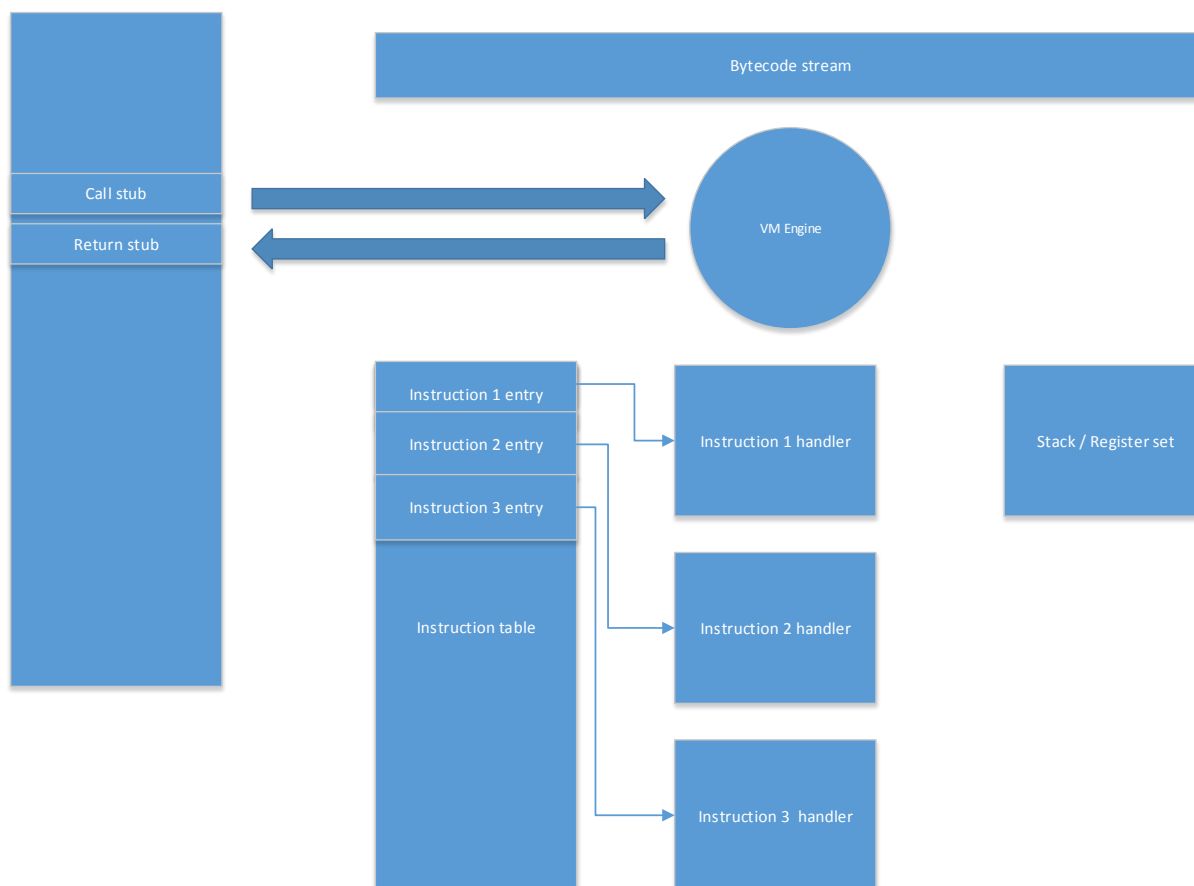 Bytecode stream
Call stub
Return stub
VM Engine
Instruction 1 entry
Instruction 2 entry
Instruction 3 entry
Instruction table
Instruction 1 handler
Stack / Register set
Instruction 2 handler
Instruction 3 handler